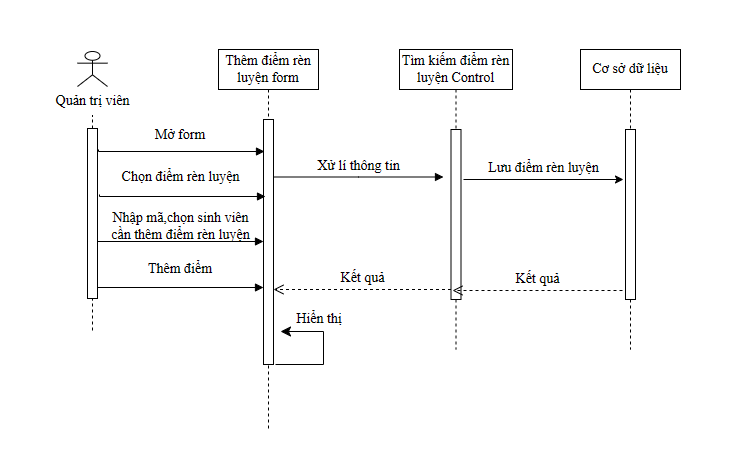 Thêm điểm rèn
luyện form
Tìm kiếm điểm rèn
luyện Control
Cơ sở dữ liệu
Quản trị viên
Mở form
Xử lí thông tin
Lưu điểm rèn luyện
Chọn điểm rèn luyện
Nhập mã,chọn sinh viên
cần thêm điểm rèn luyện
Thêm điểm
Kết quả
Kết quả
Hiển thị